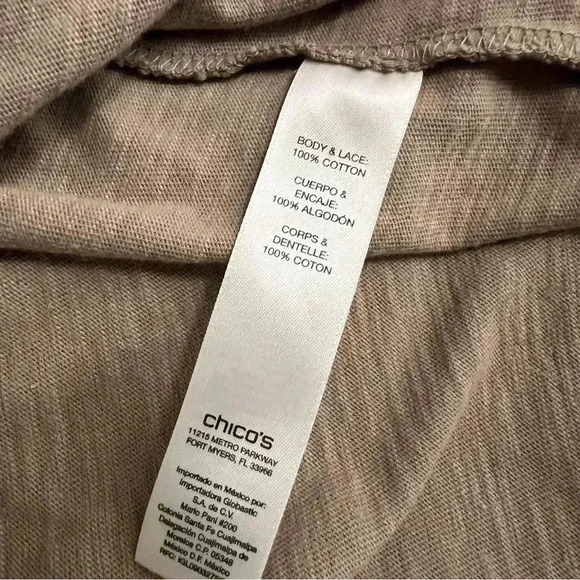 BODY & LACE:
100% COTTON
CUERPO &
ENCAJE:
100% ALGODÓN
CORPS &
DENTELLE:
100% COTON
chico's
11215 METRO PARKWAY
FORT MYERS, FL 33966
Importado en México por:
Importadora Globastic
S.A. de C.V.
Mario Pani #200
Colonia Santa Fe Cuajimalpa
Delegación Cuajimalpa de
Morelos C.P. 05348
México D.F. México
RFC: